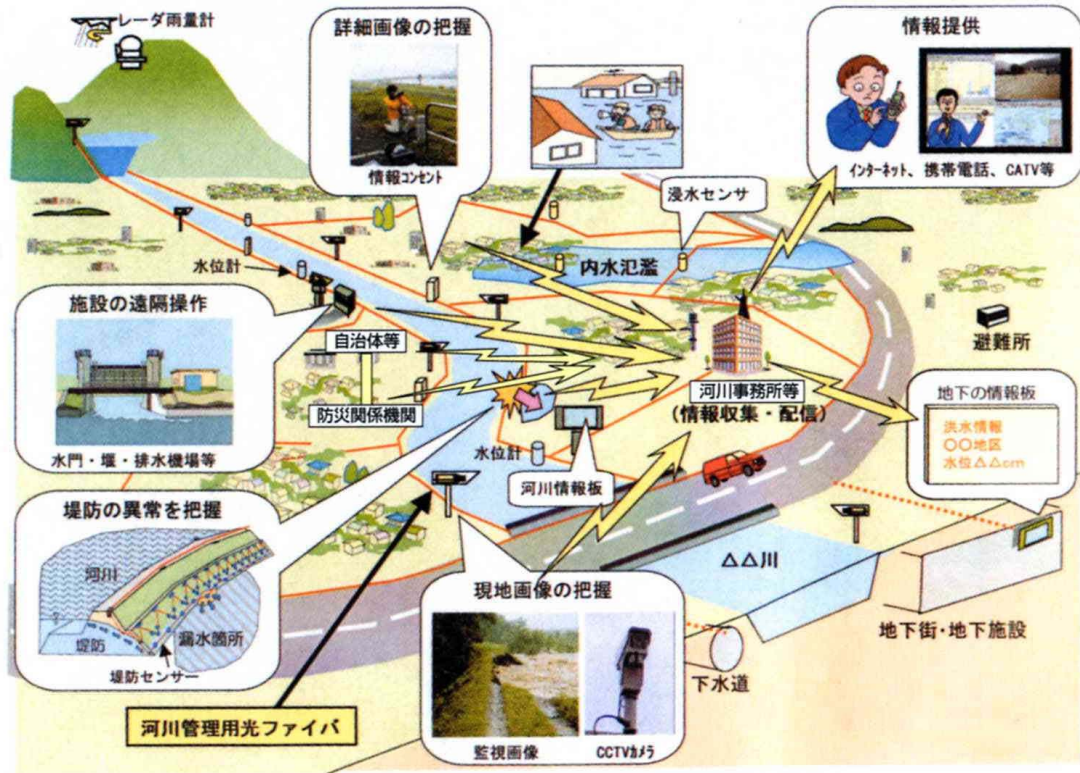 レーダ雨量計
詳細画像の把握
情報コンセント
情報提供
インターネット、携帯電話、CATV等
浸水センサ
内水氾濫
水位計
施設の遠隔操作
水門・堰・排水機場等
自治体等
防災関係機関
避難所
河川事務所等
(情報収集・配信)
地下の情報板
洪水情報
〇〇地区
水位△△cm
水位計
河川情報板
堤防の異常を把握
河川
堤防
漏水箇所
堤防センサー
△△川
現地画像の把握
監視画像
CCTVカメラ
地下街・地下施設
下水道
河川管理用光ファイバ